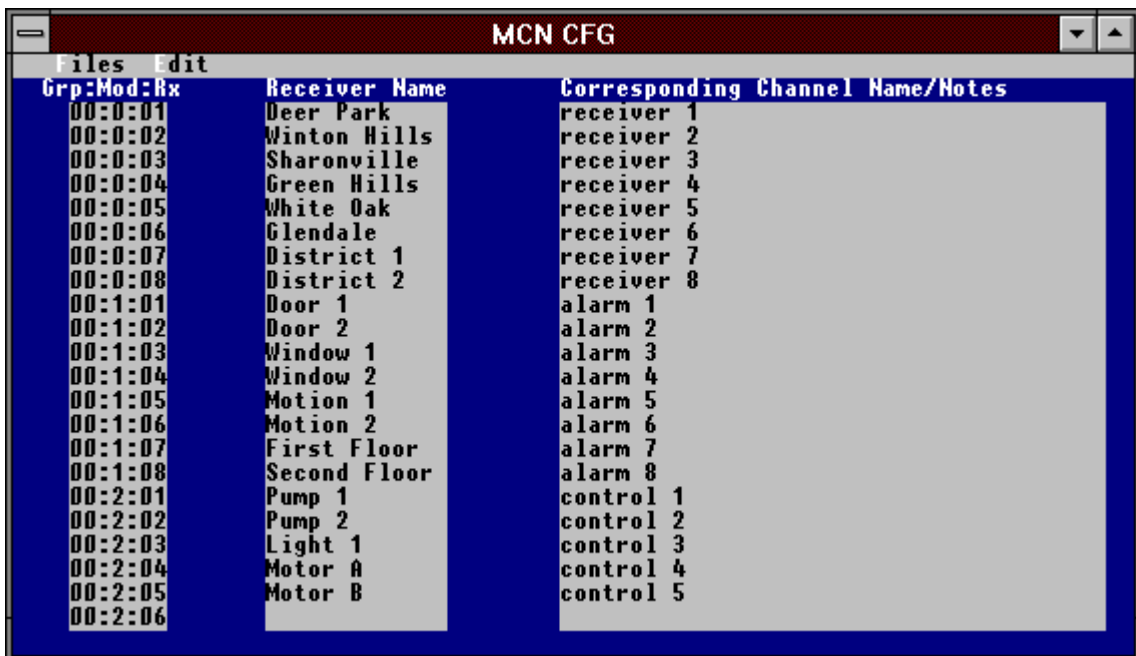 MCN CFG
Files Edit
Grp:Mod:Rx Receiver Name Corresponding Channel Name/Notes
00:0:01 Deer Park receiver 1
00:0:02 Winton Hills receiver 2
00:0:03 Sharonville receiver 3
00:0:04 Green Hills receiver 4
00:0:05 White Oak receiver 5
00:0:06 Glendale receiver 6
00:0:07 District 1 receiver 7
00:0:08 District 2 receiver 8
00:1:01 Door 1 alarm 1
00:1:02 Door 2 alarm 2
00:1:03 Window 1 alarm 3
00:1:04 Window 2 alarm 4
00:1:05 Motion 1 alarm 5
00:1:06 Motion 2 alarm 6
00:1:07 First Floor alarm 7
00:1:08 Second Floor alarm 8
00:2:01 Pump 1 control 1
00:2:02 Pump 2 control 2
00:2:03 Light 1 control 3
00:2:04 Motor A control 4
00:2:05 Motor B control 5
00:2:06